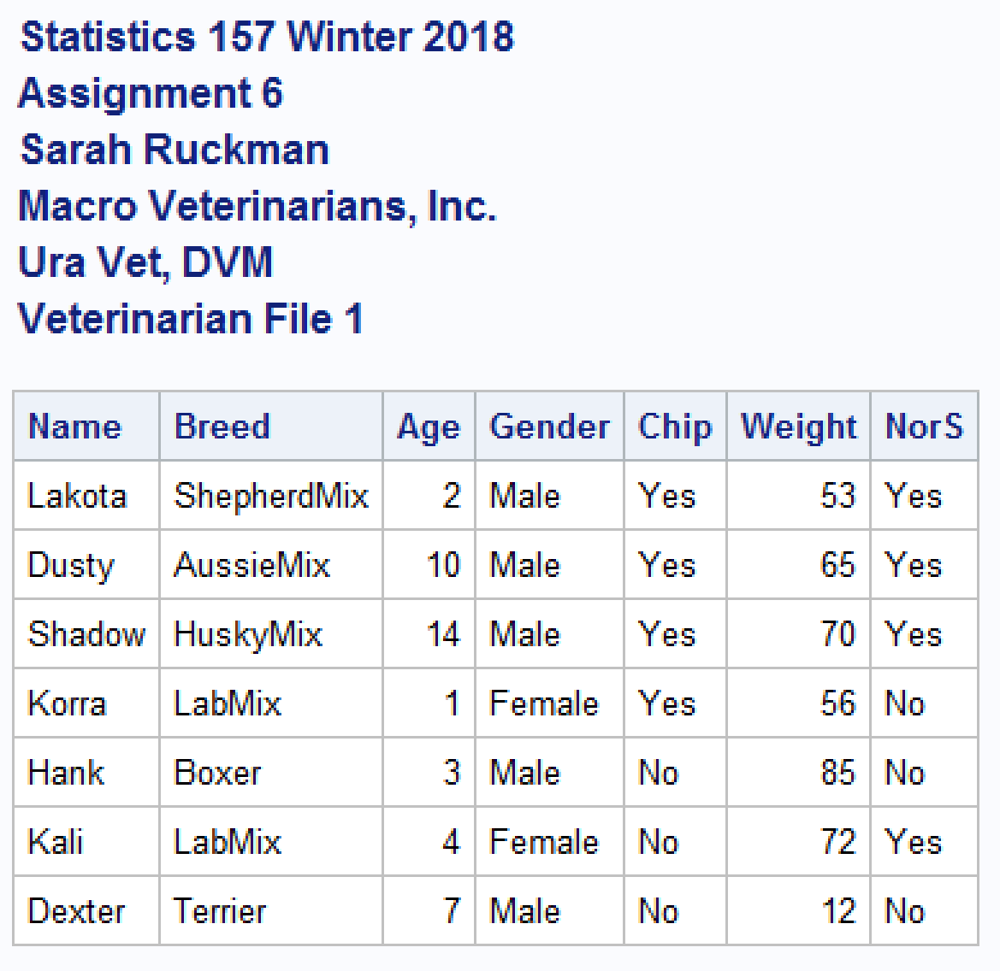 Statistics 157 Winter 2018
Assignment 6
Sarah Ruckman
Macro Veterinarians, Inc.
Ura Vet, DVM
Veterinarian File 1
Name Breed Age Gender Chip Weight NorS
Lakota ShepherdMix 2 Male Yes 53 Yes
Dusty AussieMix 10 Male Yes 65 Yes
Shadow HuskyMix 14 Male Yes 70 Yes
Korra LabMix 1 Female Yes 56 No
Hank Boxer 3 Male No 85 No
Kali LabMix 4 Female No 72 Yes
Dexter Terrier 7 Male No 12 No